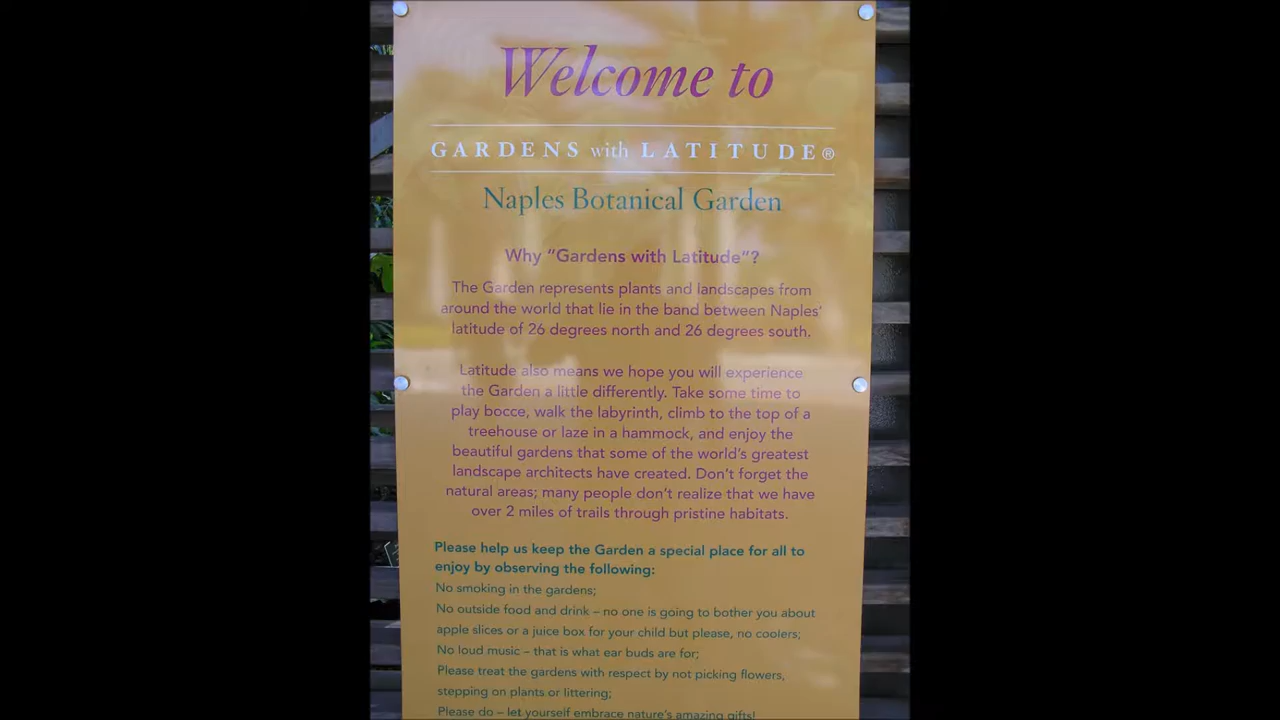 Welcome to
GARDENS with LATITUDE®
Naples Botanical Garden
Why "Gardens with Latitude"?
The Garden represents plants and landscapes from
around the world that lie in the band between Naples'
latitude of 26 degrees north and 26 degrees south.
Latitude also means we hope you will experience
the Garden a little differently. Take some time to
play bocce, walk the labyrinth, climb to the top of a
treehouse or laze in a hammock, and enjoy the
beautiful gardens that some of the world's greatest
landscape architects have created. Don't forget the
natural areas; many people don't realize that we have
over 2 miles of trails through pristine habitats.
Please help us keep the Garden a special place for all to
enjoy by observing the following:
No smoking in the gardens;
No outside food and drink – no one is going to bother you about
apple slices or a juice box for your child but please, no coolers;
No loud music – that is what ear buds are for;
Please treat the gardens with respect by not picking flowers,
stepping on plants or littering;
Please do – let yourself embrace nature's amazing gifts!